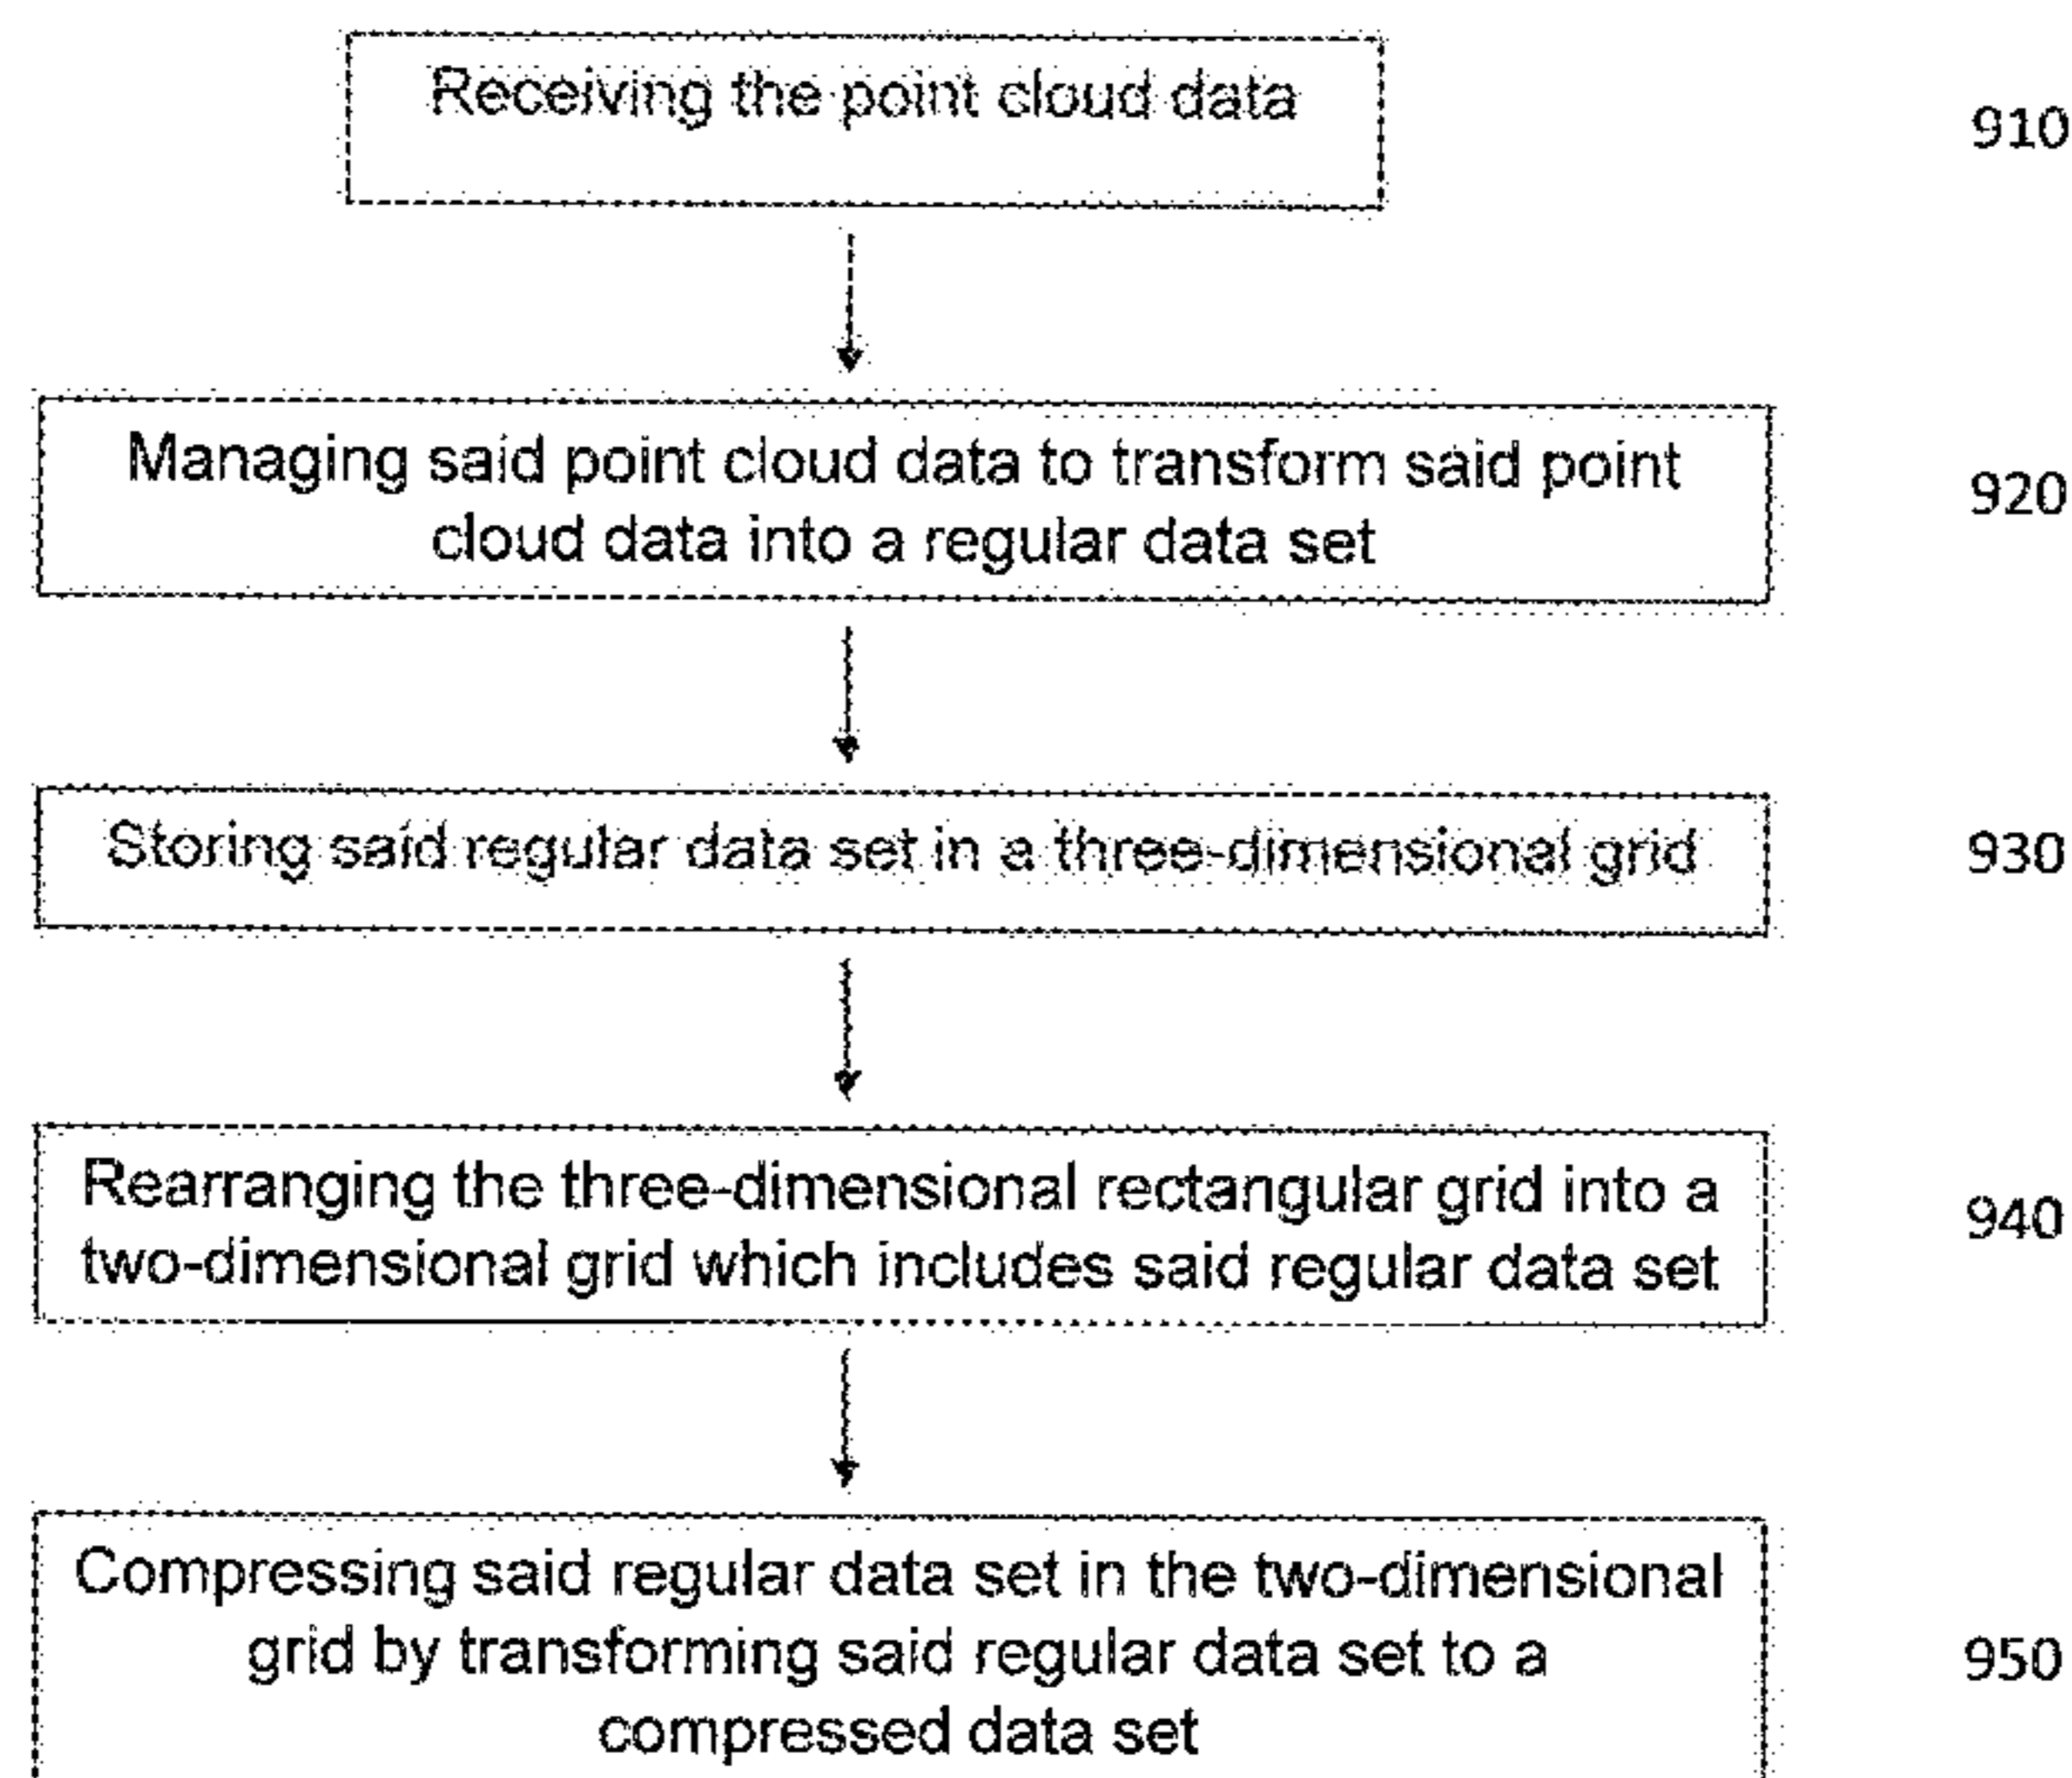 Receiving the point cloud data
910
Managing said point cloud data to transform said point
cloud data into a regular data set
920
Storing said regular data set in a three-dimensional grid
930
Rearranging the three-dimensional rectangular grid into a
two-dimensional grid which includes said regular data set
940
Compressing said regular data set in the two-dimensional
grid by transforming said regular data set to a
compressed data set
950